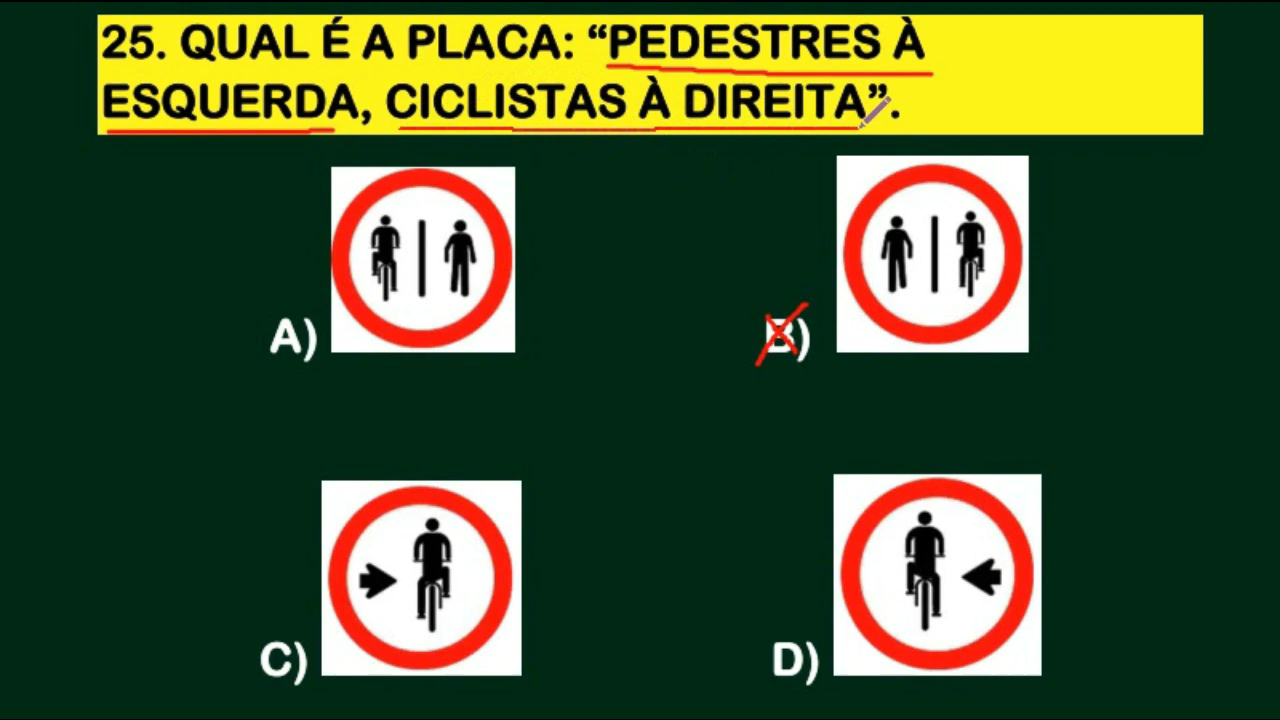 25. QUAL É A PLACA: “PEDESTRES À
ESQUERDA, CICLISTAS À DIREITA”.
A)
B)
C)
D)